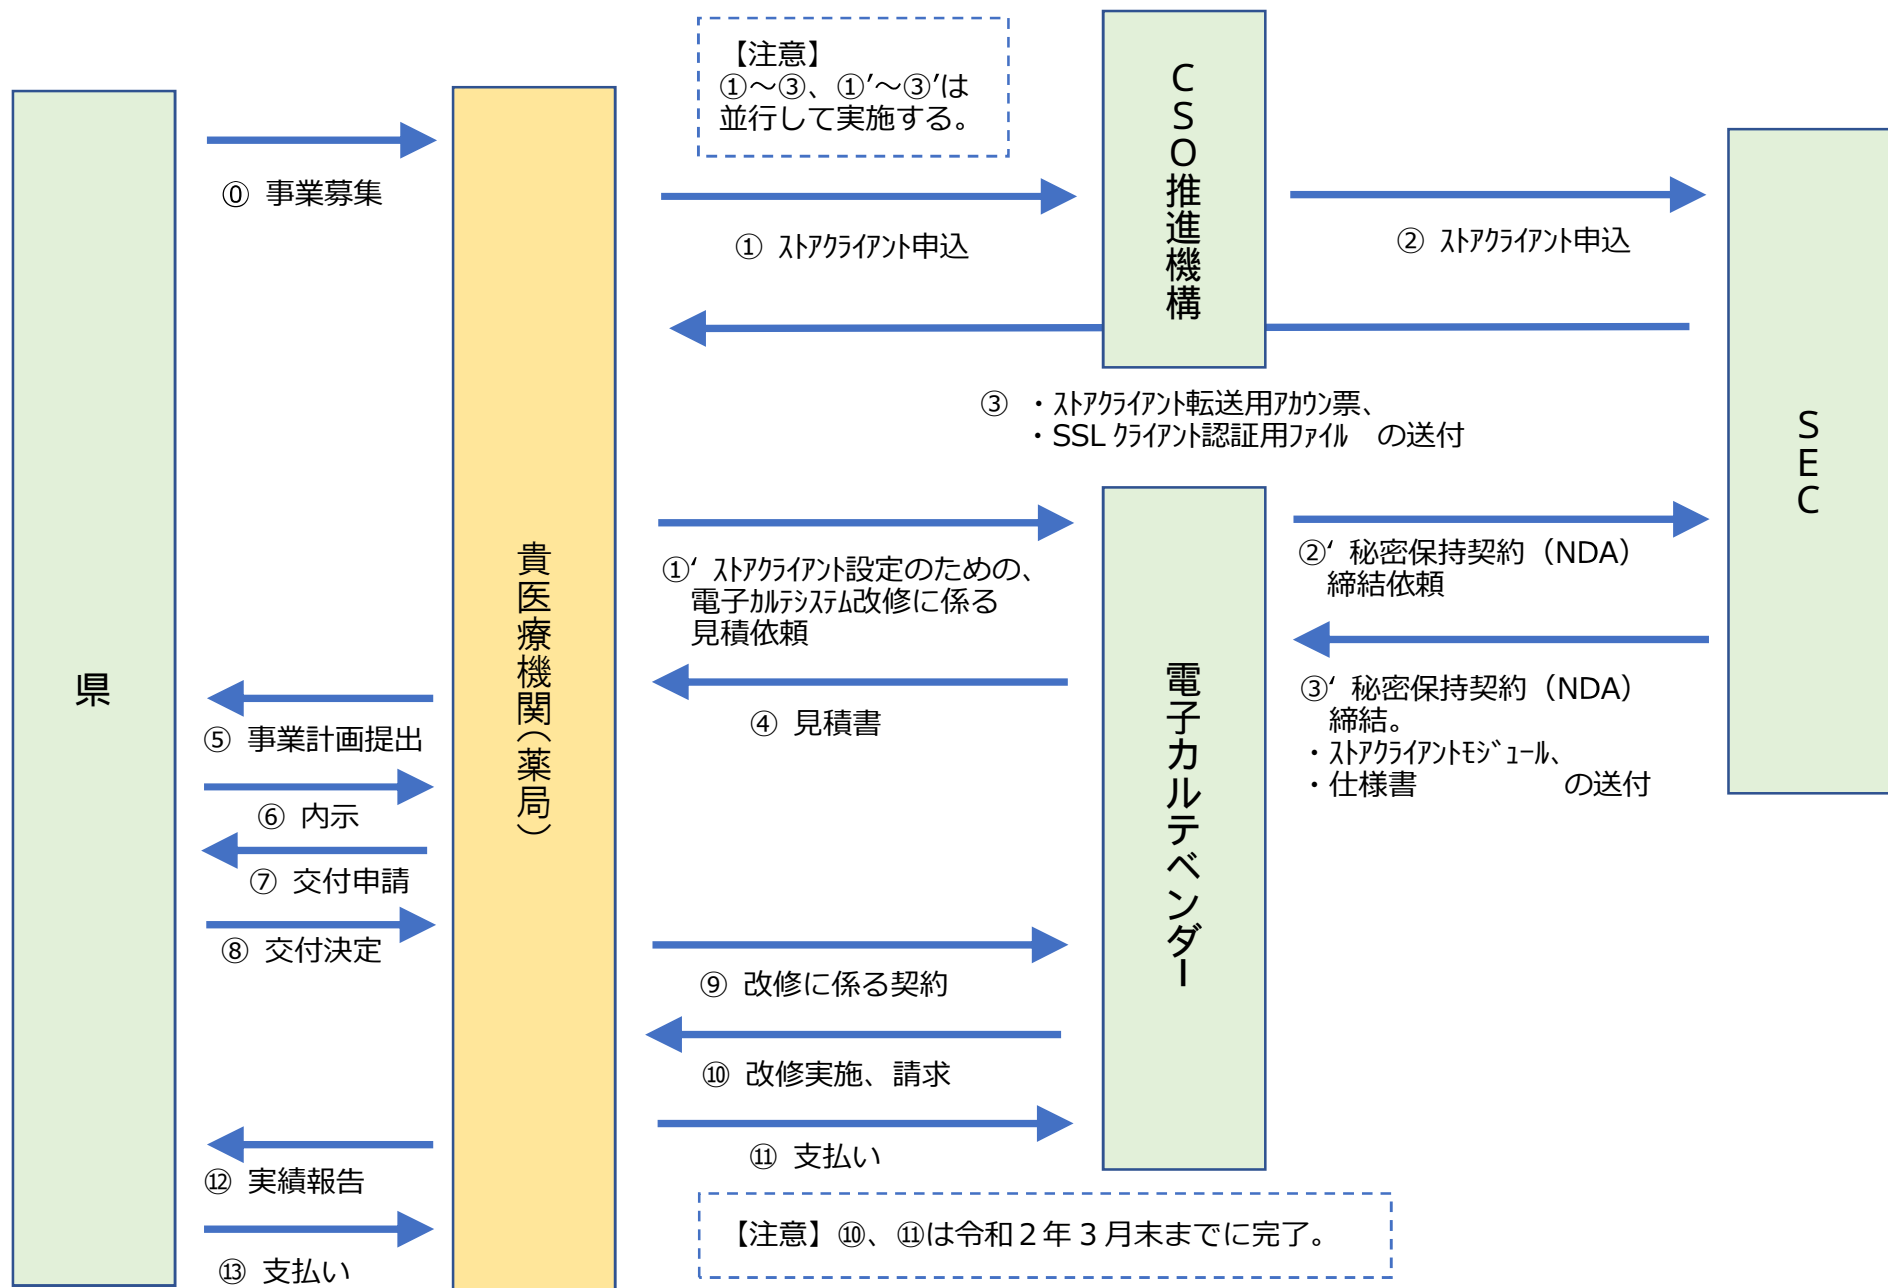 【注意】
①～③、①′～③′は
並行して実施する。
県
⓪ 事業募集
貴医療機関（薬局）
CSO推進機構
SEC
① ｽﾄｱｸﾗｲｱﾝﾄ申込
② ｽﾄｱｸﾗｲｱﾝﾄ申込
③ ・ｽﾄｱｸﾗｲｱﾝﾄ転送用ｱｶｳﾝ票、
・SSL ｸﾗｲｱﾝﾄ認証用ﾌｧｲﾙ の送付
電子カルテベンダー
①‘ ｽﾄｱｸﾗｲｱﾝﾄ設定のための、
電子ｶﾙﾃｼｽﾃﾑ改修に係る
見積依頼
②‘ 秘密保持契約（NDA）
締結依頼
③‘ 秘密保持契約（NDA）
締結。
・ｽﾄｱｸﾗｲｱﾝﾄﾓｼﾞｭｰﾙ、
・仕様書 の送付
④ 見積書
⑤ 事業計画提出
⑥ 内示
⑦ 交付申請
⑧ 交付決定
⑨ 改修に係る契約
⑩ 改修実施、請求
⑪ 支払い
⑫ 実績報告
⑬ 支払い
【注意】⑩、⑪は令和２年３月末までに完了。